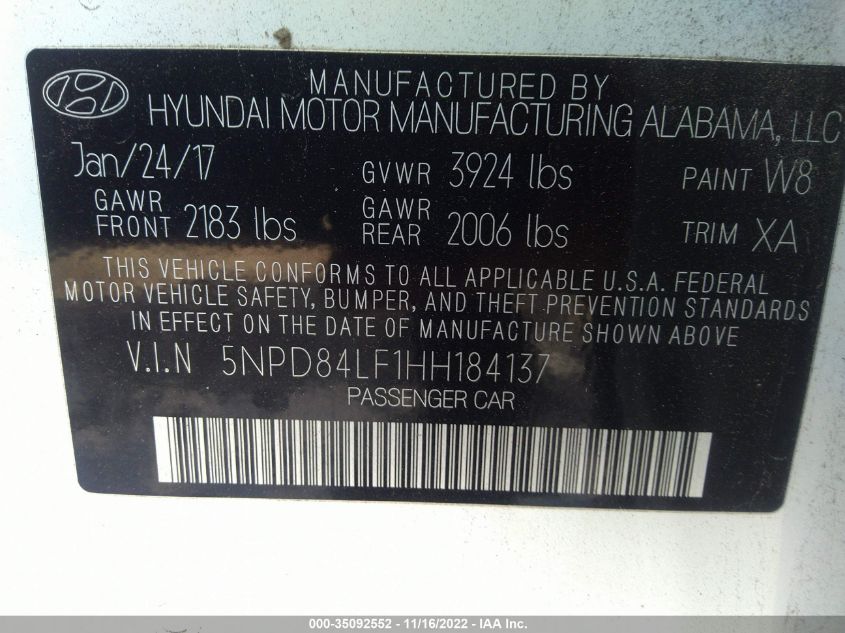 MANUFACTURED BY
HYUNDAI MOTOR MANUFACTURING ALABAMA, LLC
Jan/24/17 GVWR 3924 lbs PAINT W8
GAWR FRONT 2183 lbs GAWR REAR 2006 lbs TRIM XA
THIS VEHICLE CONFORMS TO ALL APPLICABLE U.S.A. FEDERAL
MOTOR VEHICLE SAFETY, BUMPER, AND THEFT PREVENTION STANDARDS
IN EFFECT ON THE DATE OF MANUFACTURE SHOWN ABOVE
V.I.N 5NPD84LF1HH184137
PASSENGER CAR
000-35092552 - 11/16/2022 - IAA Inc.